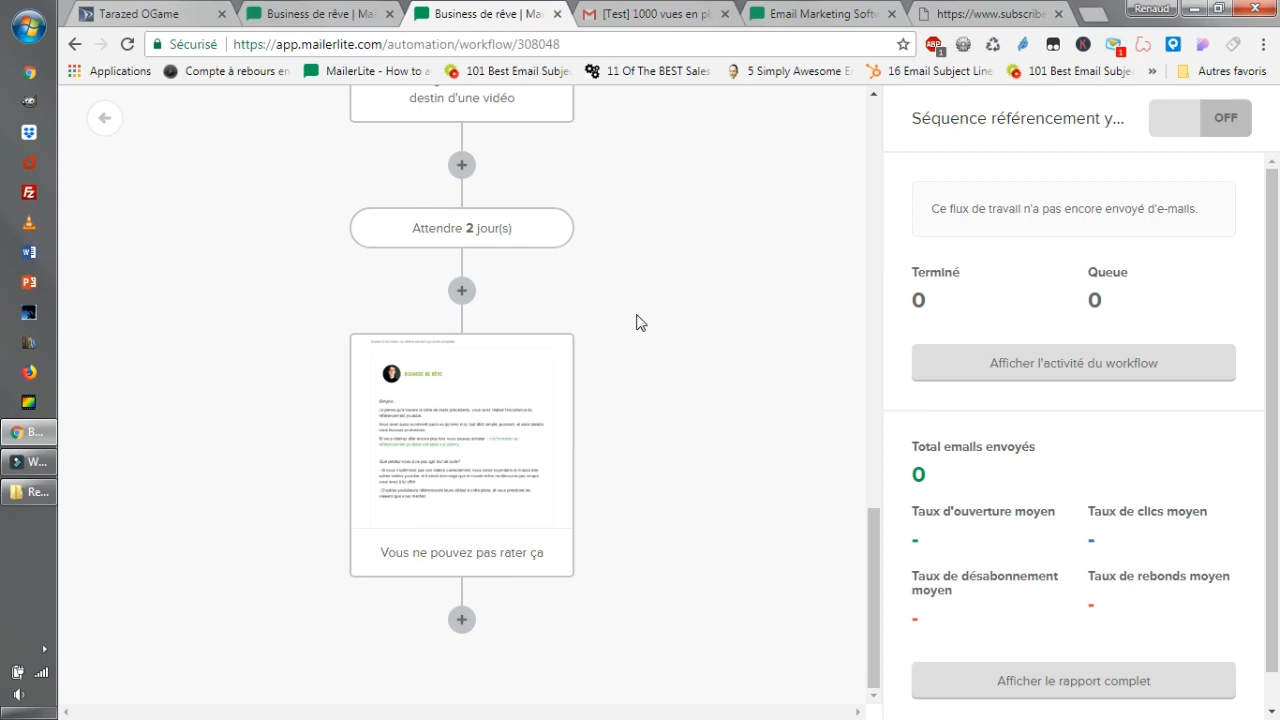 Tarazed OGame
Business de rêve | Ma
Business de rêve | Ma
[Test] 1000 vues en pl
Email Marketing Softw
https://www.subscribe
Renaud
Sécurisé
https://app.mailerlite.com/automation/workflow/308048
Applications
Compte à rebours en
MailerLite - How to a
101 Best Email Subje
11 Of The BEST Sales
5 Simply Awesome E
16 Email Subject Line
101 Best Email Subje
Autres favoris
destin d'une vidéo
Attendre 2 jour(s)
BUSINESS DE RÊVE
Bonjour,
Vous ne pouvez pas rater ça
B...
W...
Re...
Séquence référencement y...
OFF
Ce flux de travail n'a pas encore envoyé d'e-mails.
Terminé
Queue
0
0
Afficher l'activité du workflow
Total emails envoyés
0
Taux d'ouverture moyen
Taux de clics moyen
-
-
Taux de désabonnement
moyen
Taux de rebonds moyen
-
-
Afficher le rapport complet